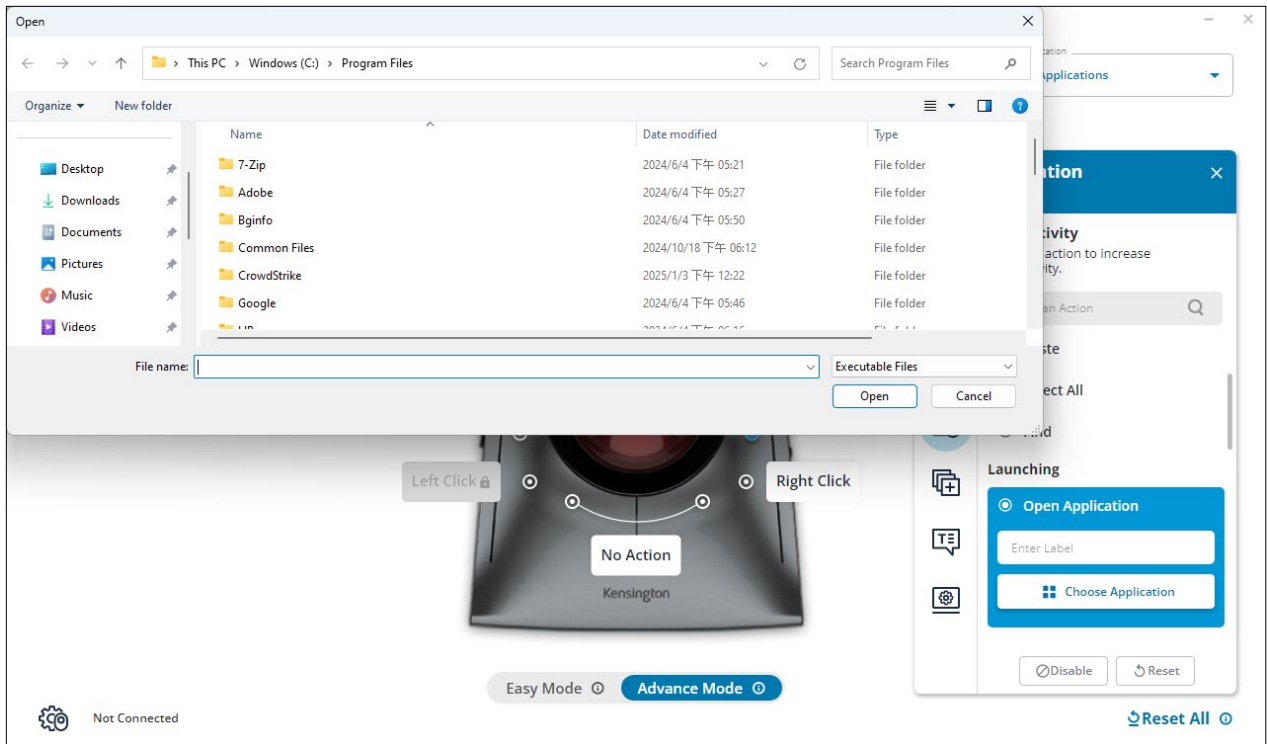 Open
This PC > Windows (C:) > Program Files
Search Program Files
Organize
New folder
Name Date modified Type
Desktop
Downloads
Documents
Pictures
Music
Videos
7-Zip 2024/6/4 下午 05:21 File folder
Adobe 2024/6/4 下午 05:27 File folder
Bginfo 2024/6/4 下午 05:50 File folder
Common Files 2024/10/18 下午 06:12 File folder
CrowdStrike 2025/1/3 下午 12:22 File folder
Google 2024/6/4 下午 05:46 File folder
File name:
Executable Files
Open Cancel
Applications
action to increase
an Action
Left Click
Right Click
No Action
Kensington
Launching
Open Application
Enter Label
Choose Application
Disable Reset
Easy Mode Advance Mode
Not Connected
Reset All